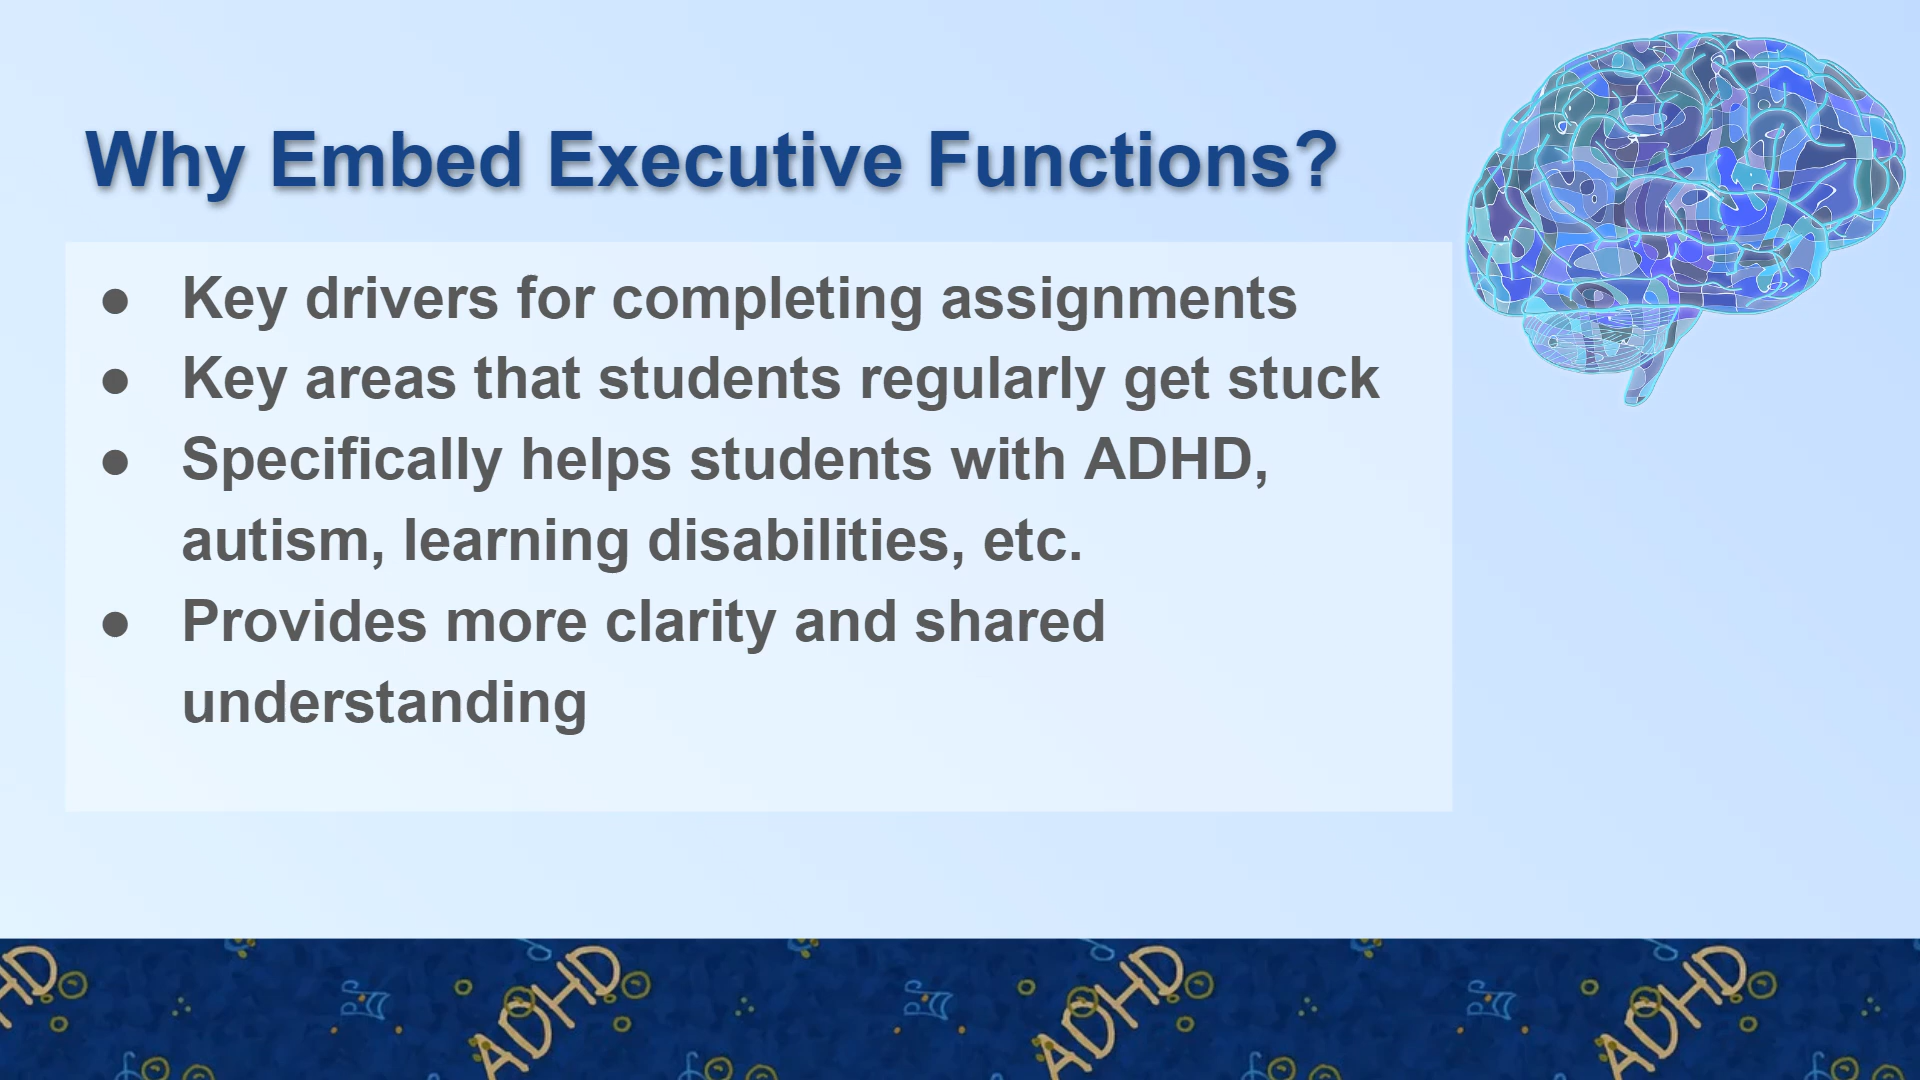 Why Embed Executive Functions?
● Key drivers for completing assignments
● Key areas that students regularly get stuck
● Specifically helps students with ADHD,
autism, learning disabilities, etc.
● Provides more clarity and shared
understanding
HD ADHD ADHD ADHD